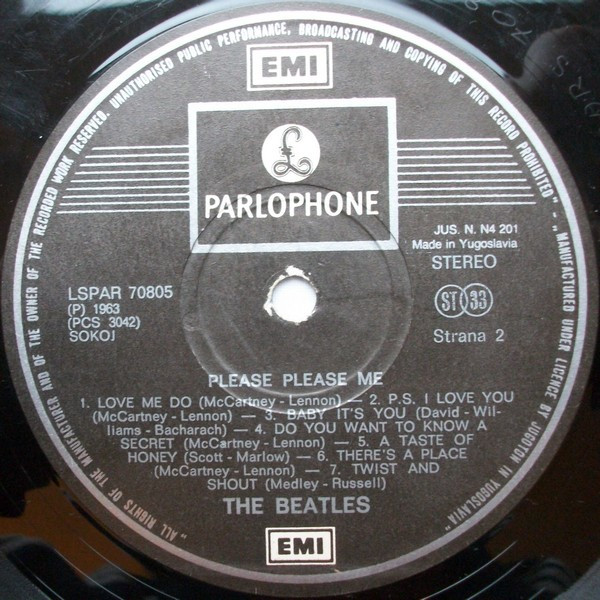 "ALL RIGHTS OF THE MANUFACTURER AND OF THE OWNER OF THE RECORDED WORK RESERVED. UNAUTHORISED PUBLIC PERFORMANCE, BROADCASTING AND COPYING OF THIS RECORD PROHIBITED" - "MANUFACTURED UNDER LICENCE BY JUGOTON IN YUGOSLAVIA"
EMI
£
PARLOPHONE
JUS. N. N4 201
Made in Yugoslavia
STEREO
LSPAR 70805
(P) 1963
(PCS 3042)
SOKOJ
ST 33
Strana 2
PLEASE PLEASE ME
1. LOVE ME DO (McCartney - Lennon) — 2. P.S. I LOVE YOU
(McCartney - Lennon) — 3. BABY IT'S YOU (David - Wil-
liams - Bacharach) — 4. DO YOU WANT TO KNOW A
SECRET (McCartney - Lennon) — 5. A TASTE OF
HONEY (Scott - Marlow) — 6. THERE'S A PLACE
(McCartney - Lennon) — 7. TWIST AND
SHOUT (Medley - Russell)
THE BEATLES
EMI